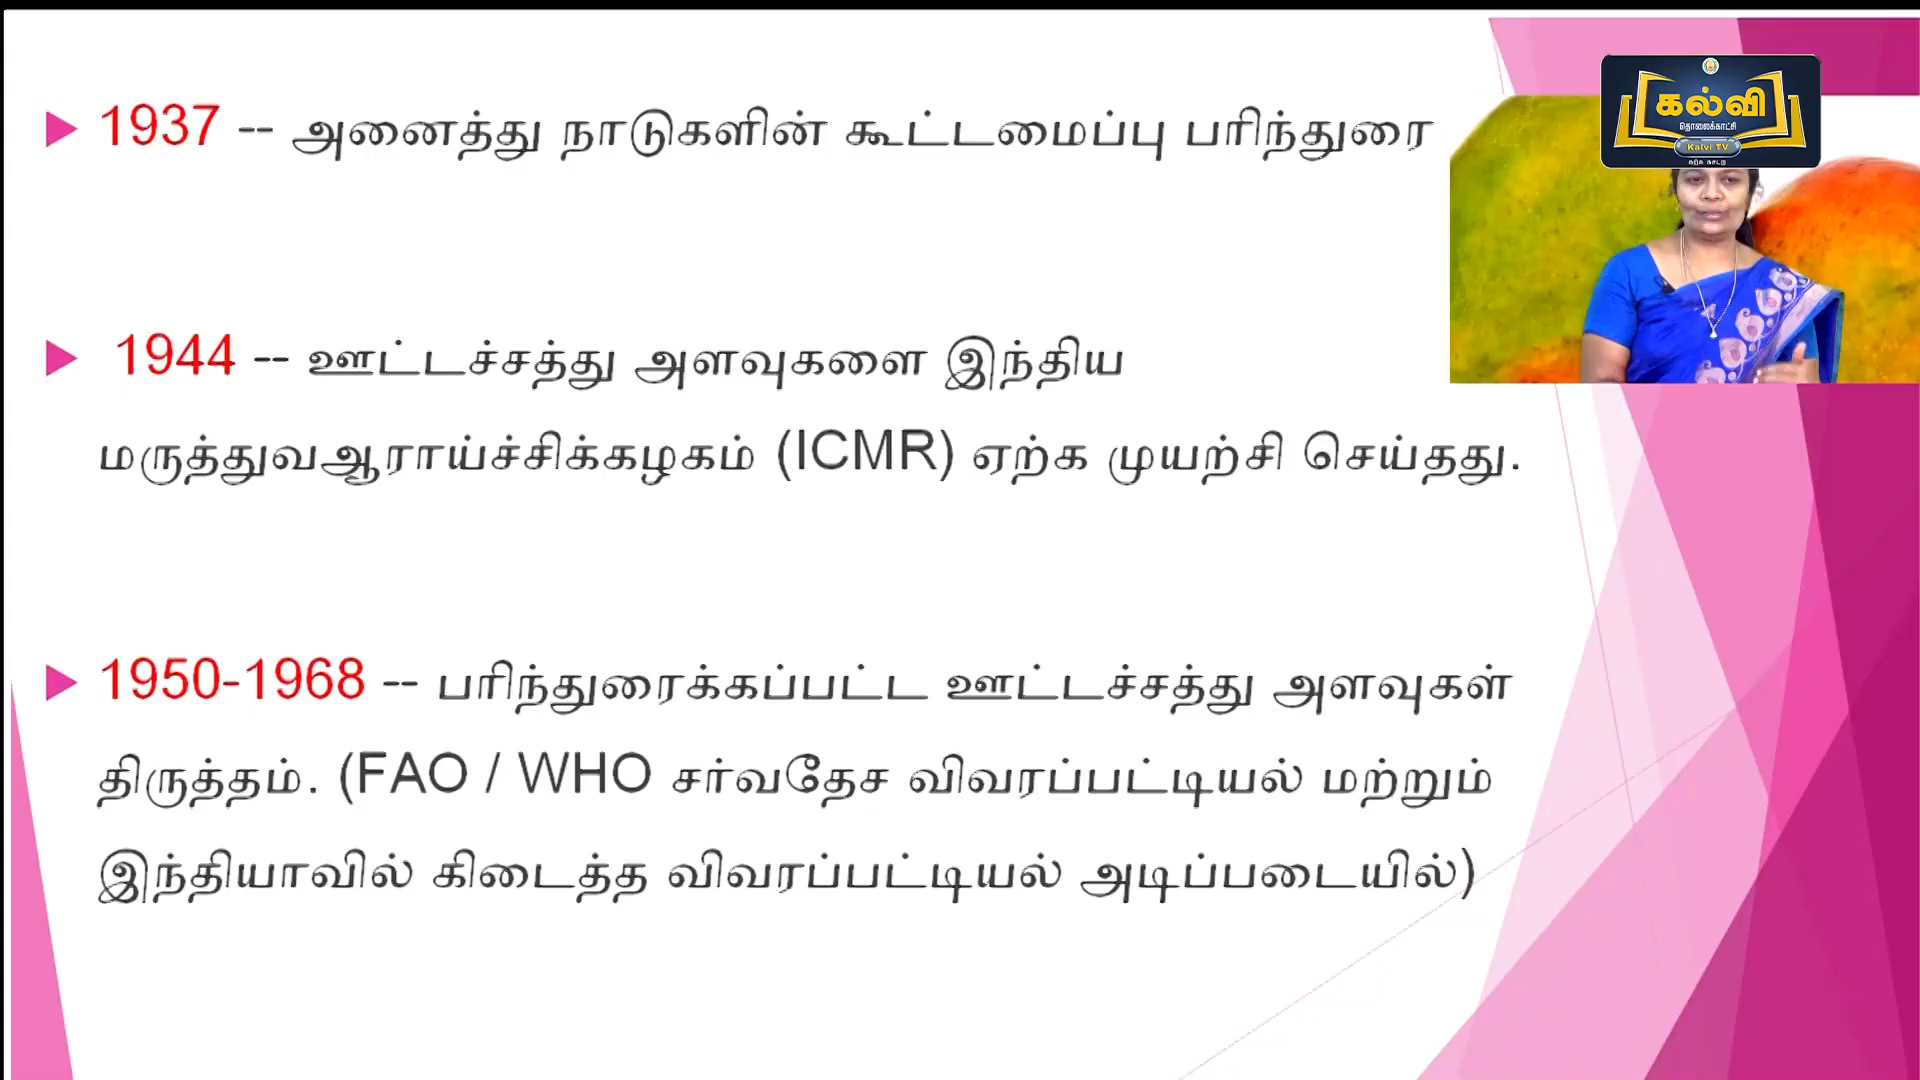 கல்வி
தொலைக்காட்சி
Kalvi TV
கற்க கசடற
1937 -- அனைத்து நாடுகளின் கூட்டமைப்பு பரிந்துரை
1944 -- ஊட்டச்சத்து அளவுகளை இந்திய
மருத்துவஆராய்ச்சிக்கழகம் (ICMR) ஏற்க முயற்சி செய்தது.
1950-1968 -- பரிந்துரைக்கப்பட்ட ஊட்டச்சத்து அளவுகள்
திருத்தம். (FAO / WHO சர்வதேச விவரப்பட்டியல் மற்றும்
இந்தியாவில் கிடைத்த விவரப்பட்டியல் அடிப்படையில்)